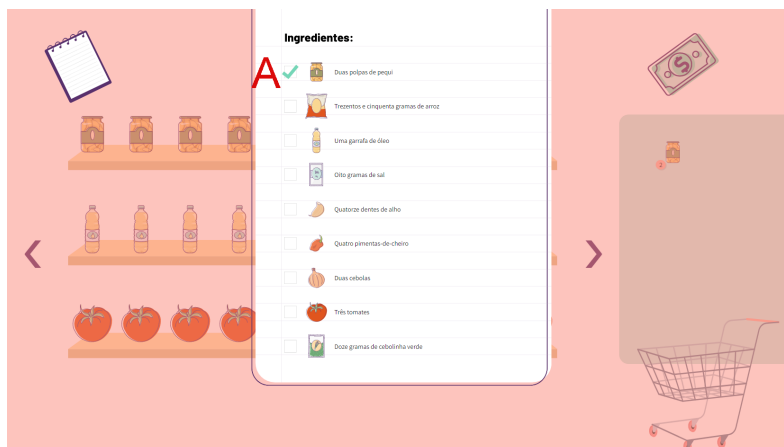 Ingredientes:
A
Duas polpas de pequi
Trezentos e cinquenta gramas de arroz
Uma garrafa de óleo
Oito gramas de sal
Quatorze dentes de alho
Quatro pimentas-de-cheiro
Duas cebolas
Três tomates
Doze gramas de cebolinha verde